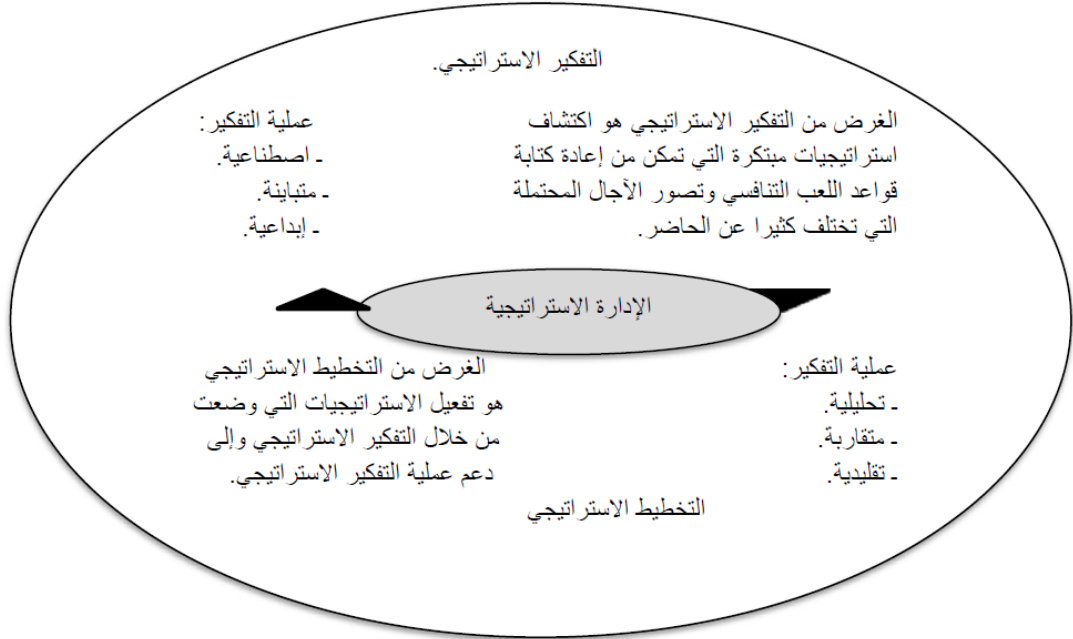 التفكير الاستراتيجي.
الغرض من التفكير الاستراتيجي هو اكتشاف
استراتيجيات مبتكرة التي تمكن من إعادة كتابة
قواعد اللعب التنافسي وتصور الآجال المحتملة
التي تختلف كثيرا عن الحاضر.
عملية التفكير:
ـ اصطناعية.
ـ متباينة.
ـ إبداعية.
الإدارة الاستراتيجية
عملية التفكير:
ـ تحليلية.
ـ متقاربة.
ـ تقليدية.
الغرض من التخطيط الاستراتيجي
هو تفعيل الاستراتيجيات التي وضعت
من خلال التفكير الاستراتيجي وإلى
دعم عملية التفكير الاستراتيجي.
التخطيط الاستراتيجي